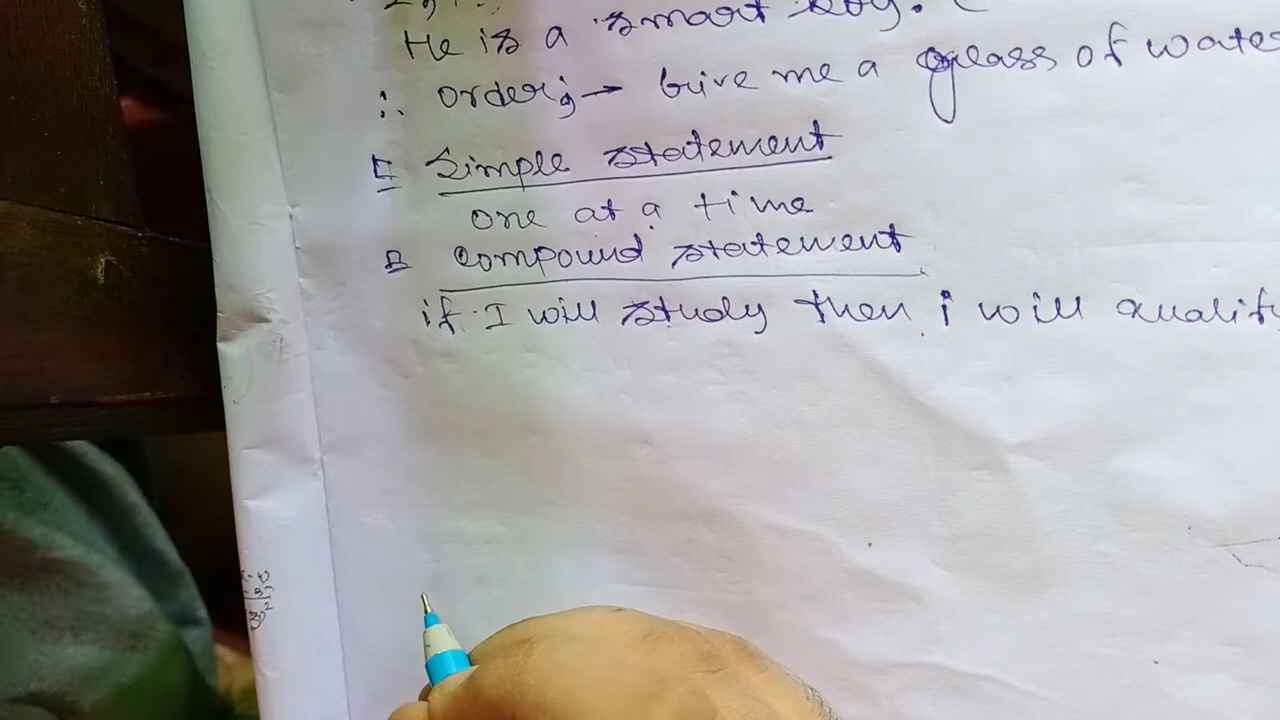 He is a smart boy. (
∴ order; → Give me a glass of water
Simple statement
one at a time
compound statement
if I will study then i will qualify